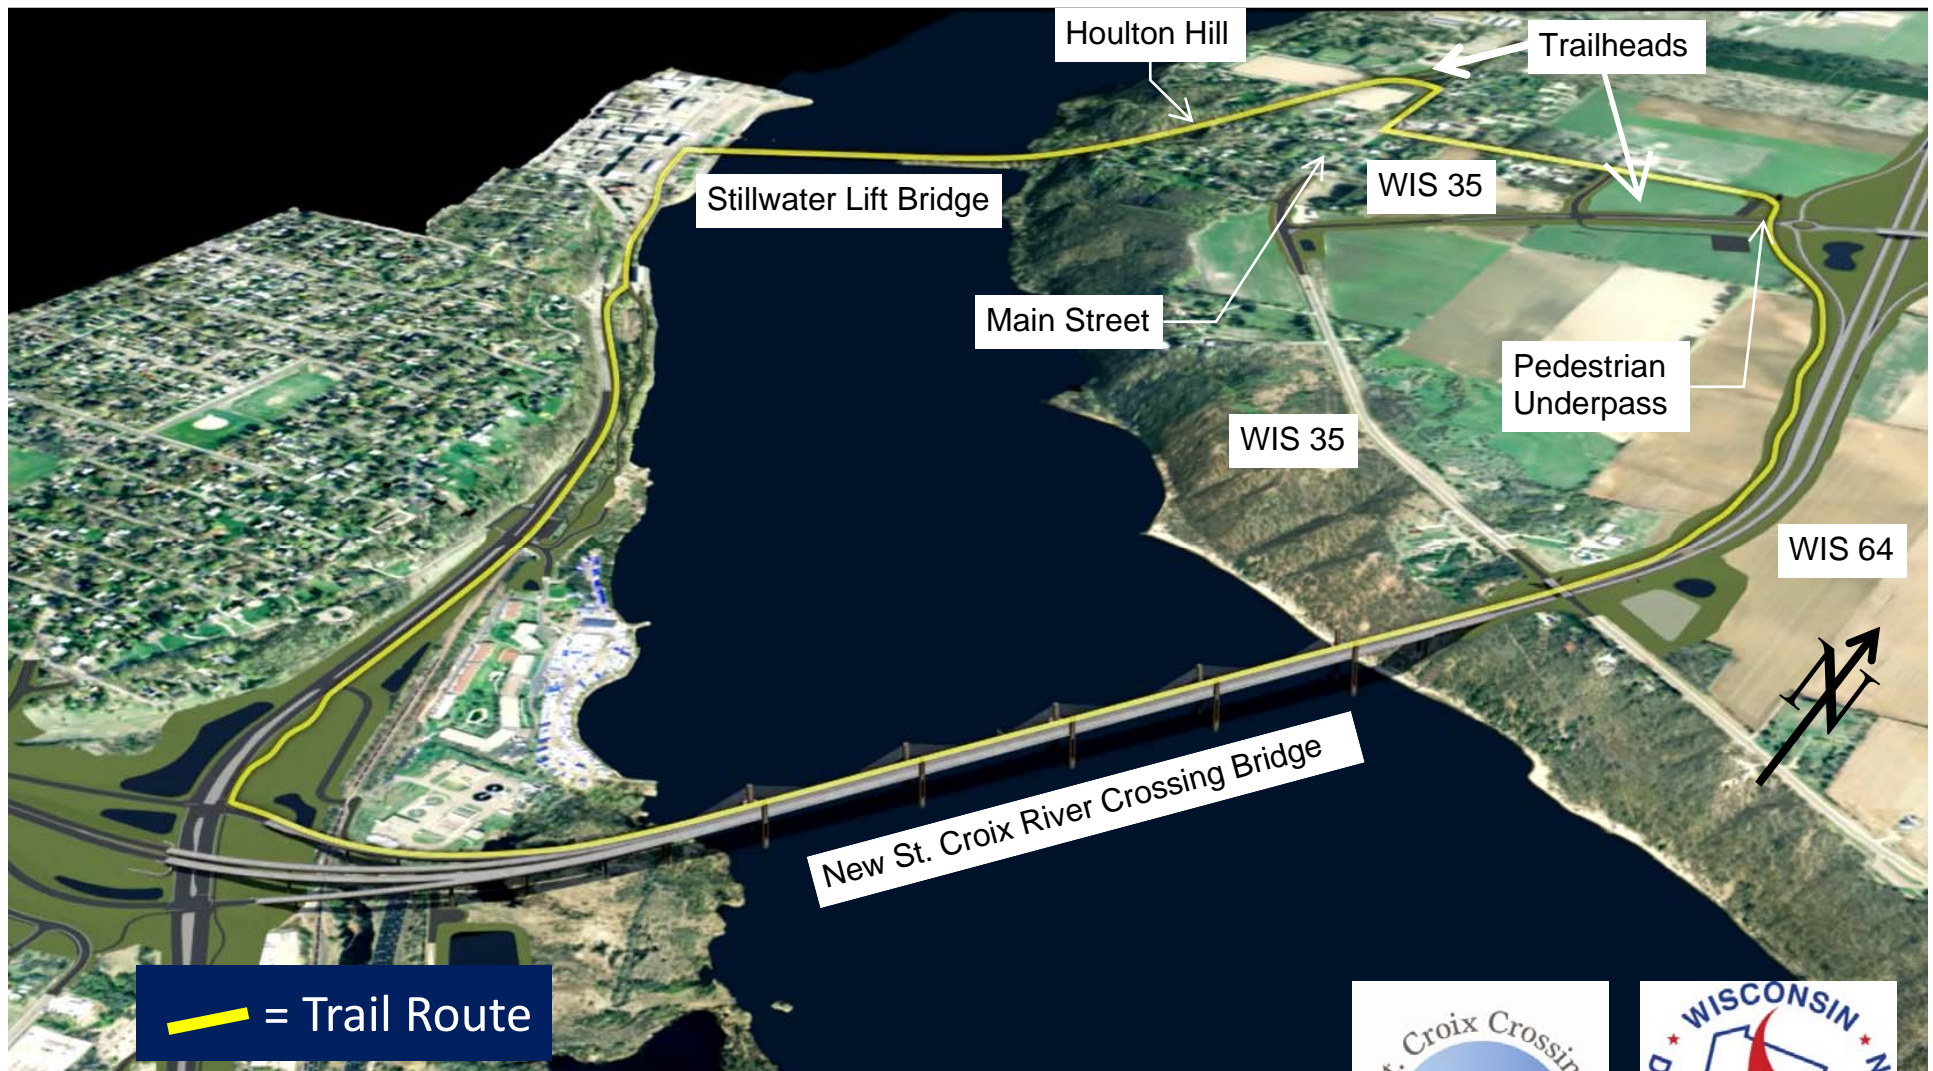 Houlton Hill
Trailheads
Stillwater Lift Bridge
WIS 35
Main Street
Pedestrian
Underpass
WIS 35
WIS 64
N
New St. Croix River Crossing Bridge
= Trail Route
Croix Crossin
WISCONSIN